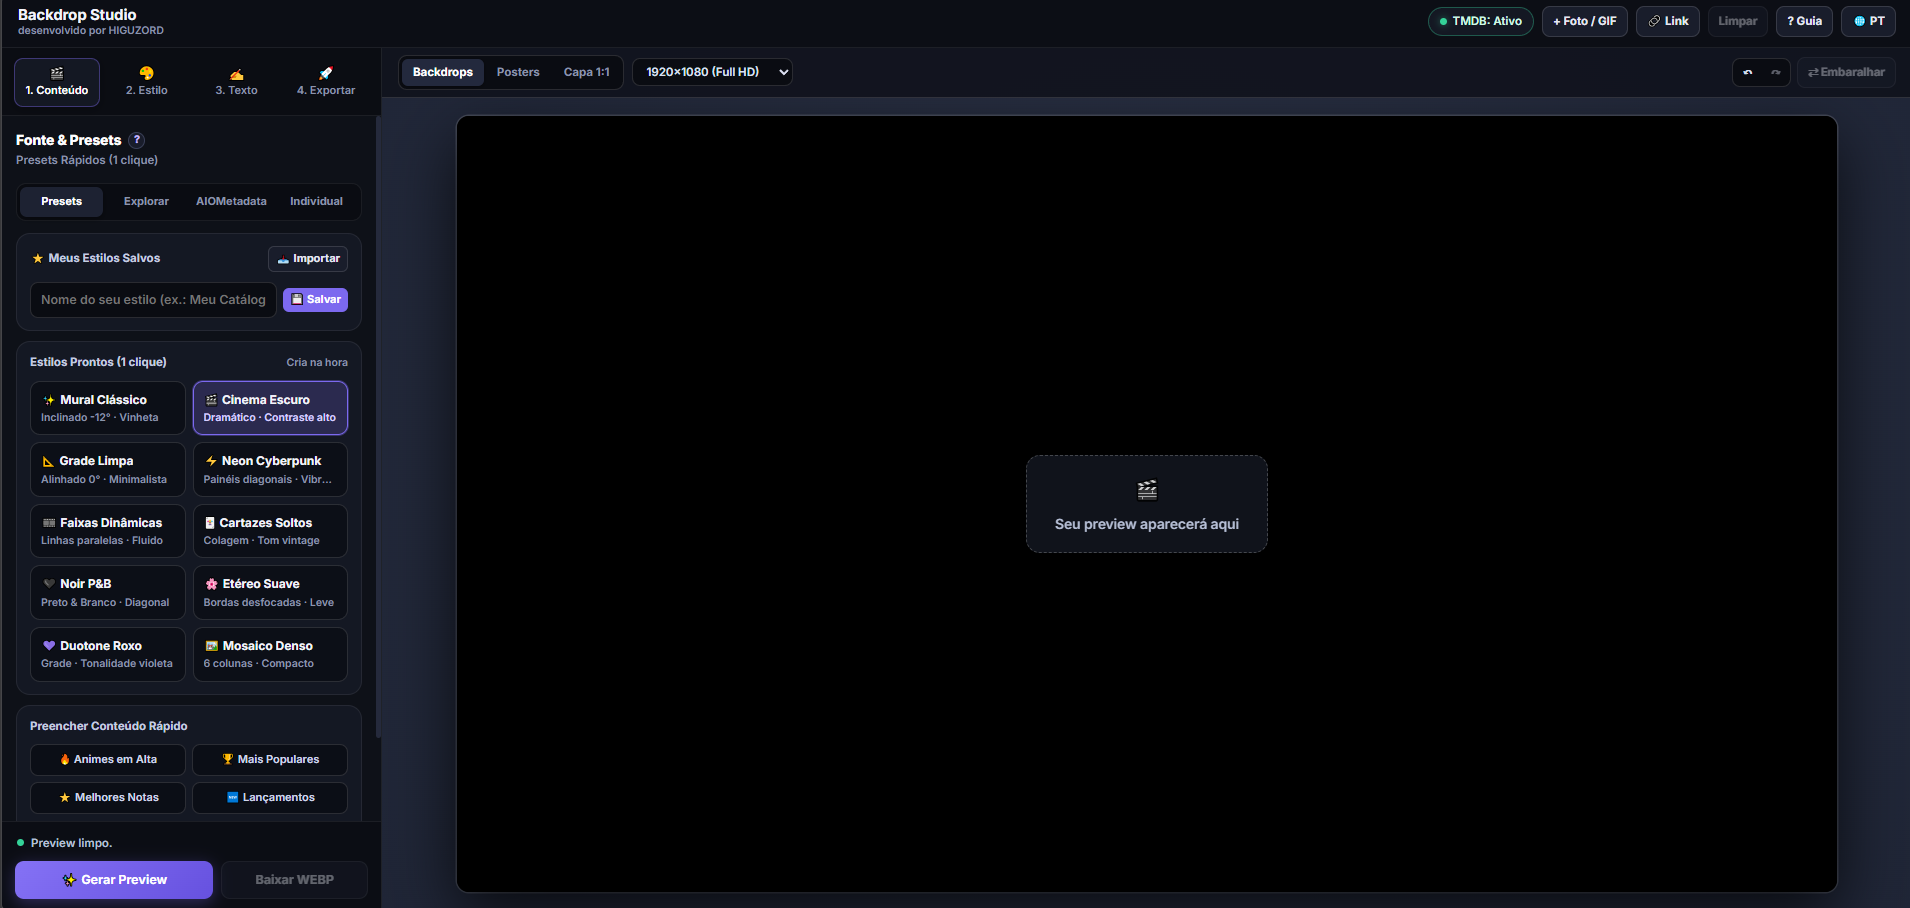 Backdrop Studio
desenvolvido por HIGUZORD
TMDB: Ativo
+ Foto / GIF
Link
Limpar
? Guia
PT
1. Conteúdo
2. Estilo
3. Texto
4. Exportar
Backdrops
Posters
Capa 1:1
1920×1080 (Full HD)
Embaralhar
Fonte & Presets ?
Presets Rápidos (1 clique)
Presets
Explorar
AIOMetadata
Individual
Meus Estilos Salvos
Importar
Nome do seu estilo (ex.: Meu Catálog
Salvar
Estilos Prontos (1 clique)
Cria na hora
Mural Clássico
Inclinado -12° · Vinheta
Cinema Escuro
Dramático · Contraste alto
Grade Limpa
Alinhado 0° · Minimalista
Neon Cyberpunk
Painéis diagonais · Vibr...
Faixas Dinâmicas
Linhas paralelas · Fluido
Cartazes Soltos
Colagem · Tom vintage
Noir P&B
Preto & Branco · Diagonal
Etéreo Suave
Bordas desfocadas · Leve
Duotone Roxo
Grade · Tonalidade violeta
Mosaico Denso
6 colunas · Compacto
Preencher Conteúdo Rápido
Animes em Alta
Mais Populares
Melhores Notas
Lançamentos
Preview limpo.
Gerar Preview
Baixar WEBP
Seu preview aparecerá aqui